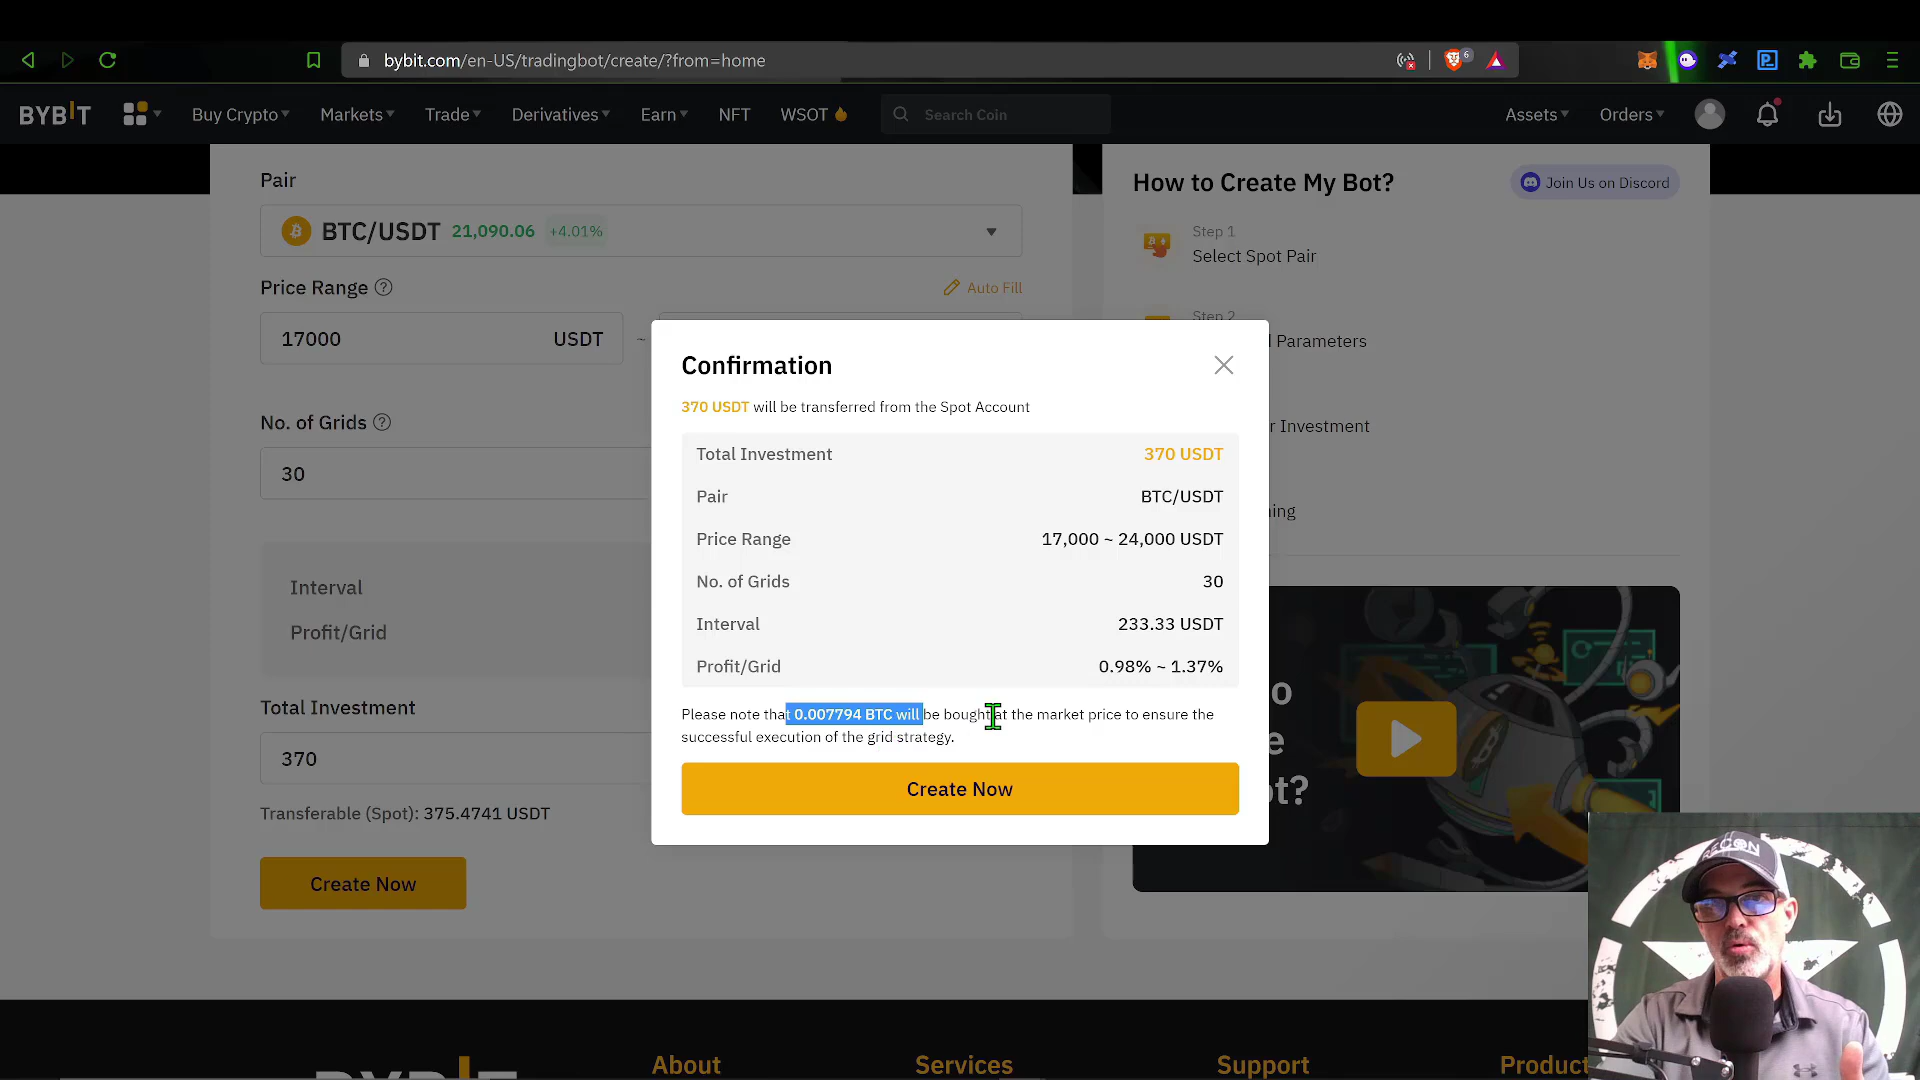 bybit.com/en-US/tradingbot/create/?from=home
6
BYBIT
Buy Crypto
Markets
Trade
Derivatives
Earn
NFT
WSOT
Search Coin
Assets
Orders
Pair
BTC/USDT 21,090.06 +4.01%
Price Range
Auto Fill
17000 USDT ~
No. of Grids
30
Interval
Profit/Grid
Total Investment
370
Transferable (Spot): 375.4741 USDT
Create Now
Confirmation
370 USDT will be transferred from the Spot Account
Total Investment 370 USDT
Pair BTC/USDT
Price Range 17,000 ~ 24,000 USDT
No. of Grids 30
Interval 233.33 USDT
Profit/Grid 0.98% ~ 1.37%
Please note that 0.007794 BTC will be bought at the market price to ensure the
successful execution of the grid strategy.
Create Now
How to Create My Bot?
Join Us on Discord
Step 1
Select Spot Pair
Step 2
Parameters
Investment
RECON
BYBIT
About
Services
Support
Product